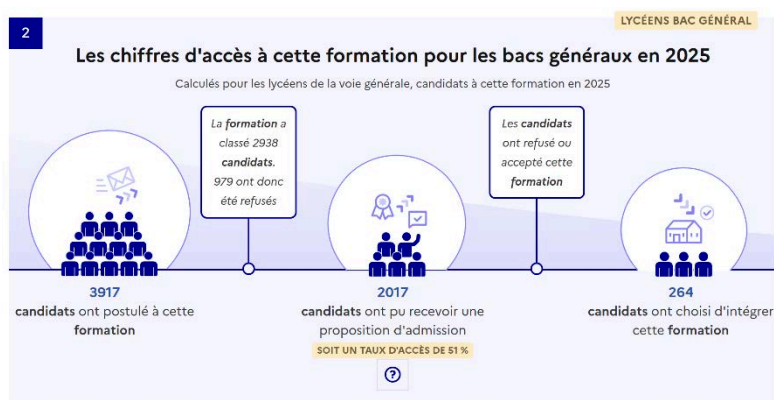 LYCÉENS BAC GÉNÉRAL
2
Les chiffres d'accès à cette formation pour les bacs généraux en 2025
Calculés pour les lycéens de la voie générale, candidats à cette formation en 2025
La formation a
classé 2938
candidats.
979 ont donc
été refusés
Les candidats
ont refusé ou
accepté cette
formation
3917
candidats ont postulé à cette
formation
2017
candidats ont pu recevoir une
proposition d'admission
SOIT UN TAUX D'ACCÈS DE 51 %
?
264
candidats ont choisi d'intégrer
cette formation